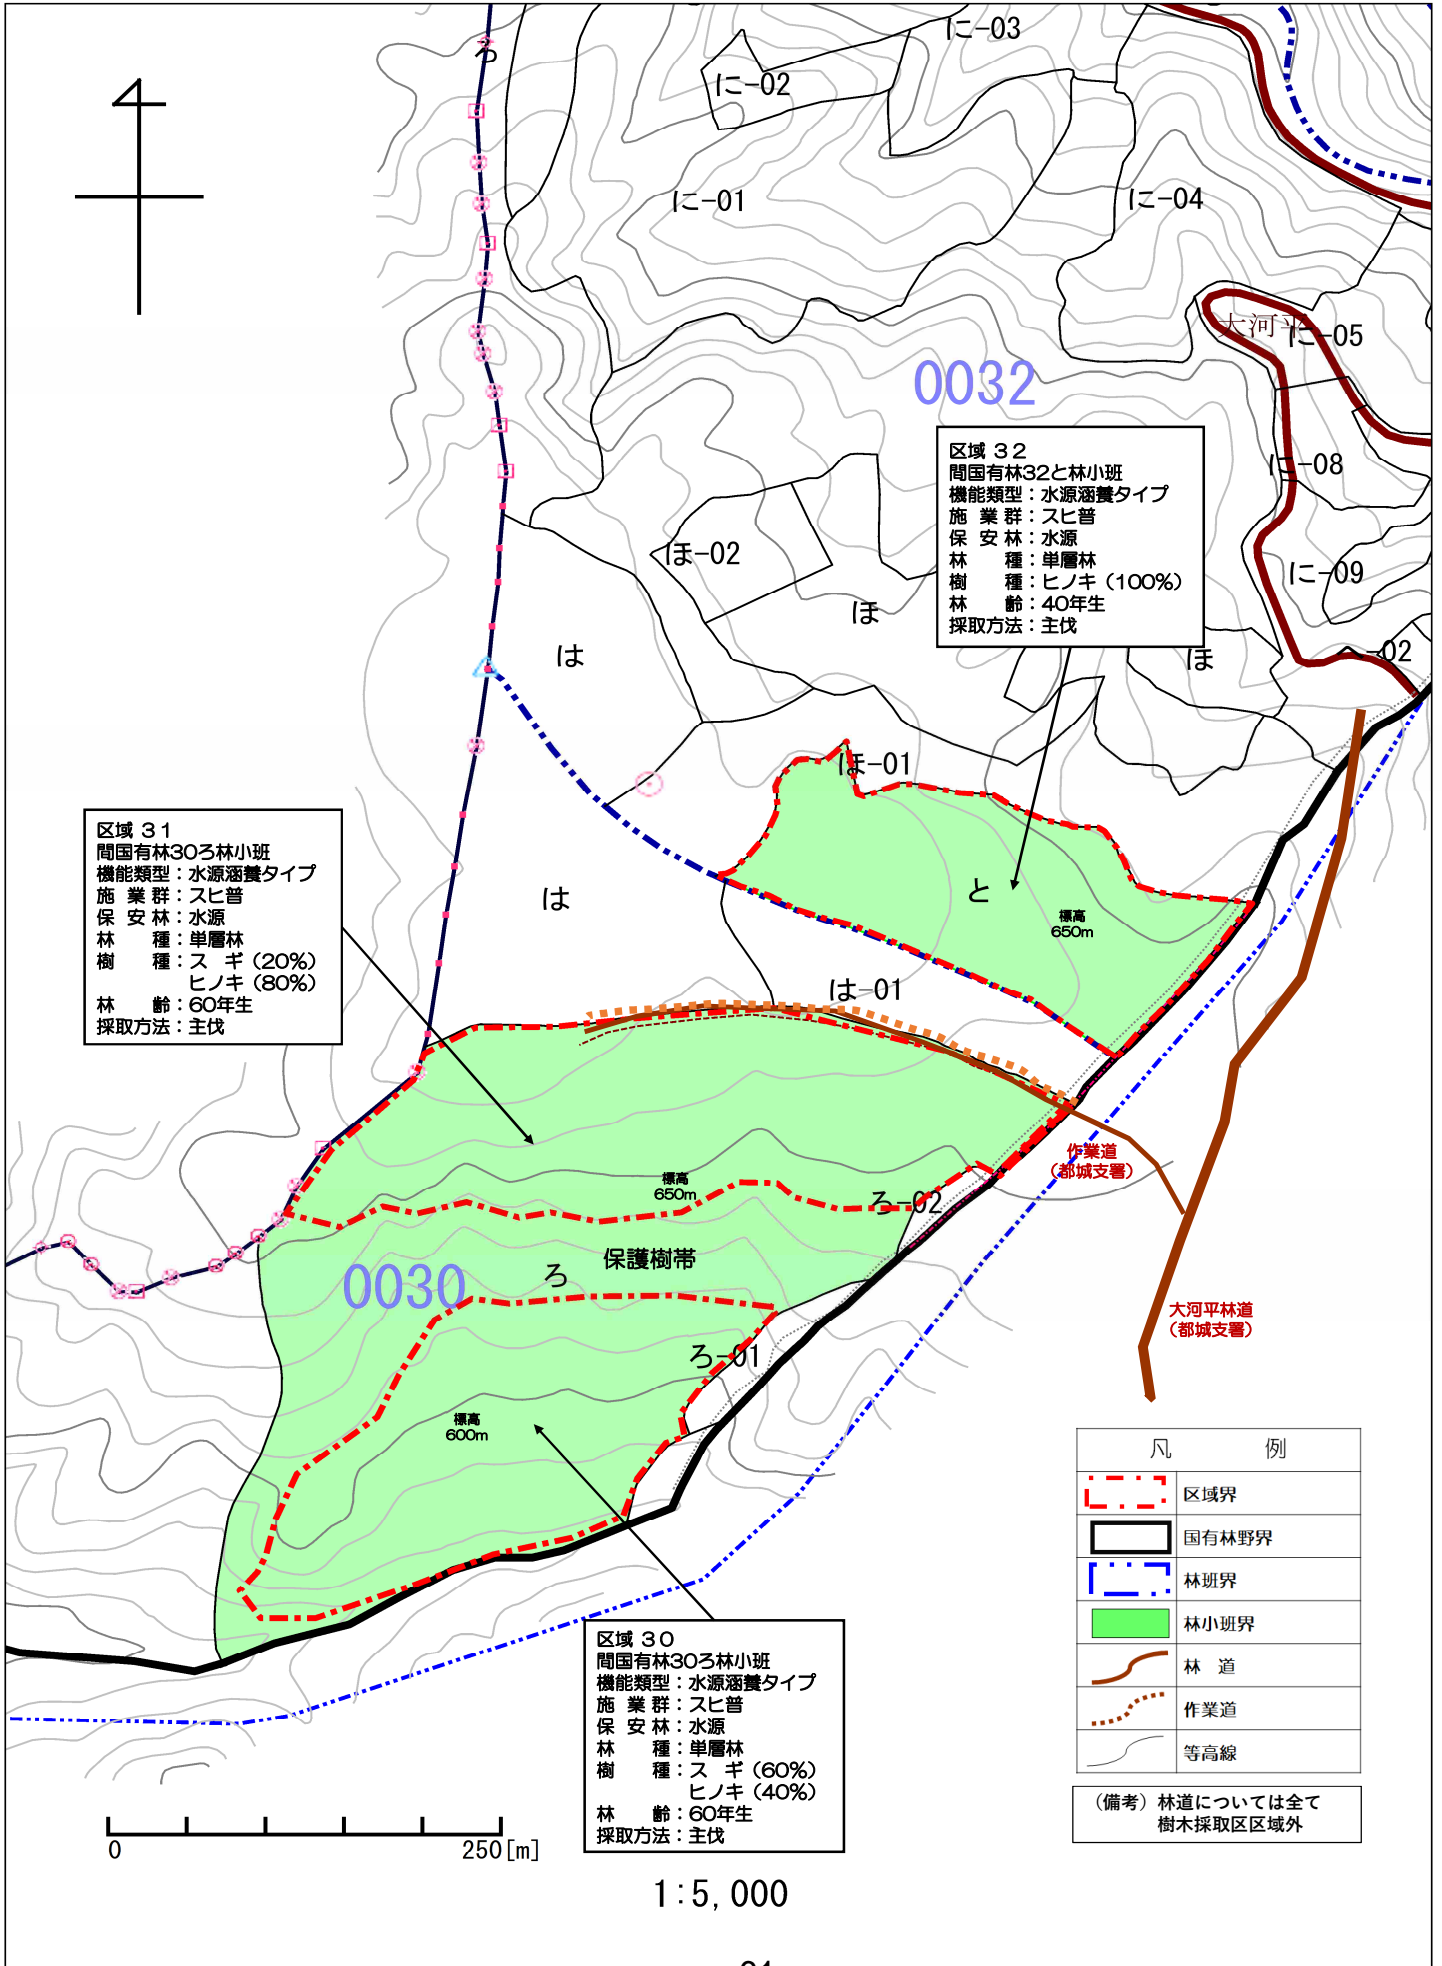 ろ
に-03
に-02
に-01
に-04
大河平
に-05
0032
に-08
に-09
-02
ほ-02
ほ
ほ
は
区域 32
間国有林32と林小班
機能類型：水源涵養タイプ
施業群：スヒ普
保安林：水源
林種：単層林
樹種：ヒノキ（100%）
林齢：40年生
採取方法：主伐
ほ-01
と
標高
650m
は
は-01
区域 31
間国有林30ろ林小班
機能類型：水源涵養タイプ
施業群：スヒ普
保安林：水源
林種：単層林
樹種：スギ（20%）
ヒノキ（80%）
林齢：60年生
採取方法：主伐
作業道
（都城支署）
標高
650m
ろ-02
保護樹帯
ろ
0030
ろ-01
大河平林道
（都城支署）
標高
600m
区域 30
間国有林30ろ林小班
機能類型：水源涵養タイプ
施業群：スヒ普
保安林：水源
林種：単層林
樹種：スギ（60%）
ヒノキ（40%）
林齢：60年生
採取方法：主伐
凡例
区域界
国有林野界
林班界
林小班界
林道
作業道
等高線
（備考）林道については全て
樹木採取区区域外
0 250[m]
1:5,000